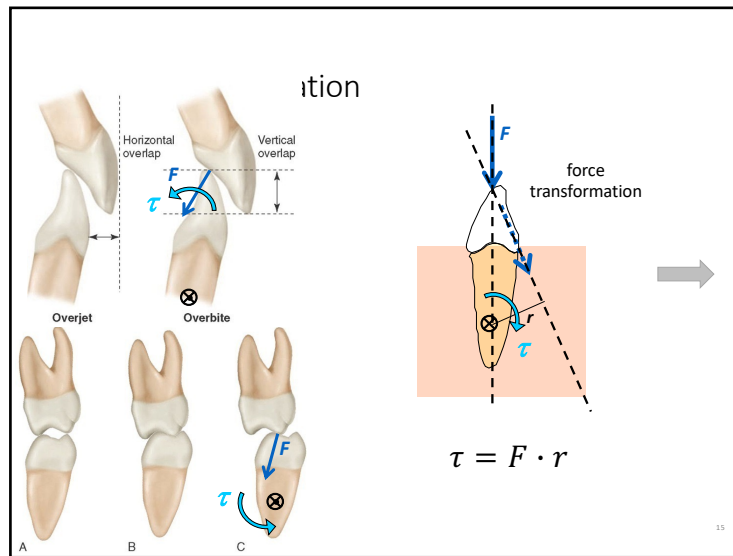 ation
Horizontal
overlap
Vertical
overlap
F
τ
Overjet
Overbite
F
τ
A
B
C
F
force
transformation
r
τ
τ = F · r
15